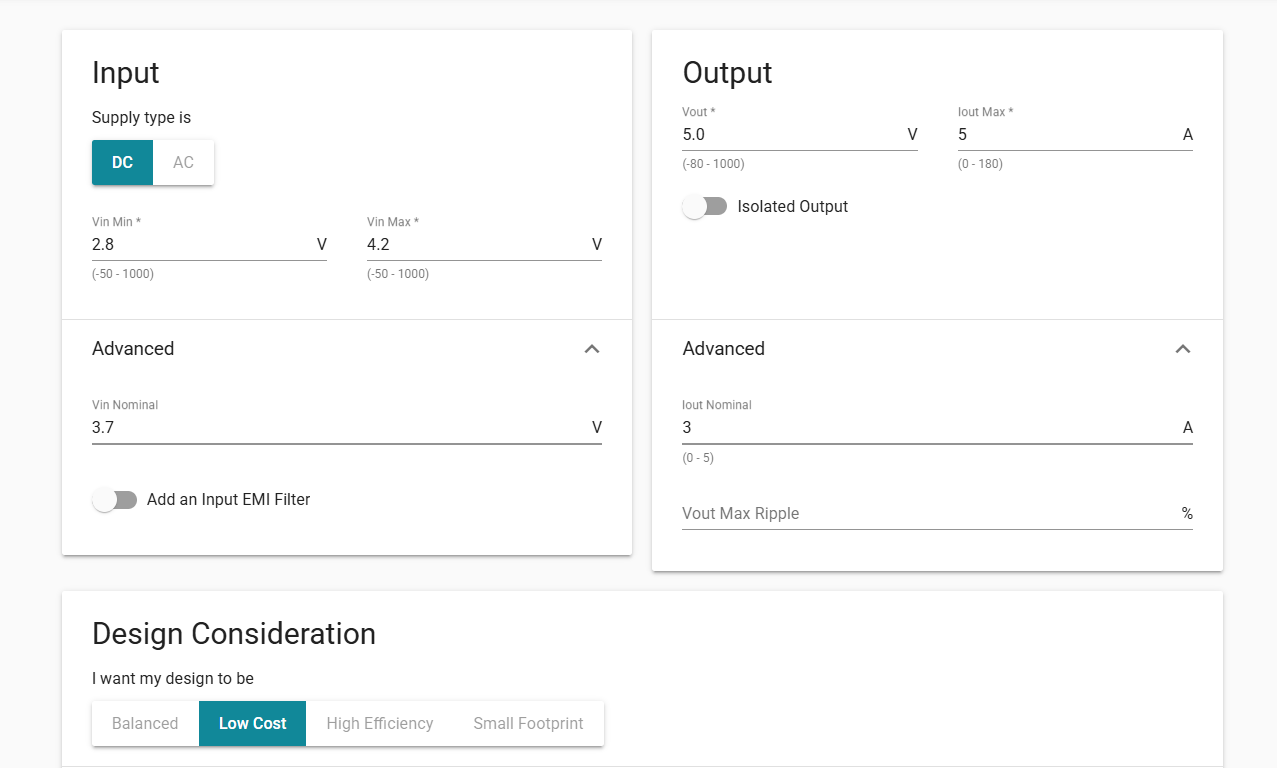 Input
Supply type is
DC AC
Vin Min * Vin Max *
2.8 V 4.2 V
(-50 - 1000) (-50 - 1000)
Advanced
Vin Nominal
3.7 V
Add an Input EMI Filter
Output
Vout * Iout Max *
5.0 V 5 A
(-80 - 1000) (0 - 180)
Isolated Output
Advanced
Iout Nominal
3 A
(0 - 5)
Vout Max Ripple %
Design Consideration
I want my design to be
Balanced Low Cost High Efficiency Small Footprint